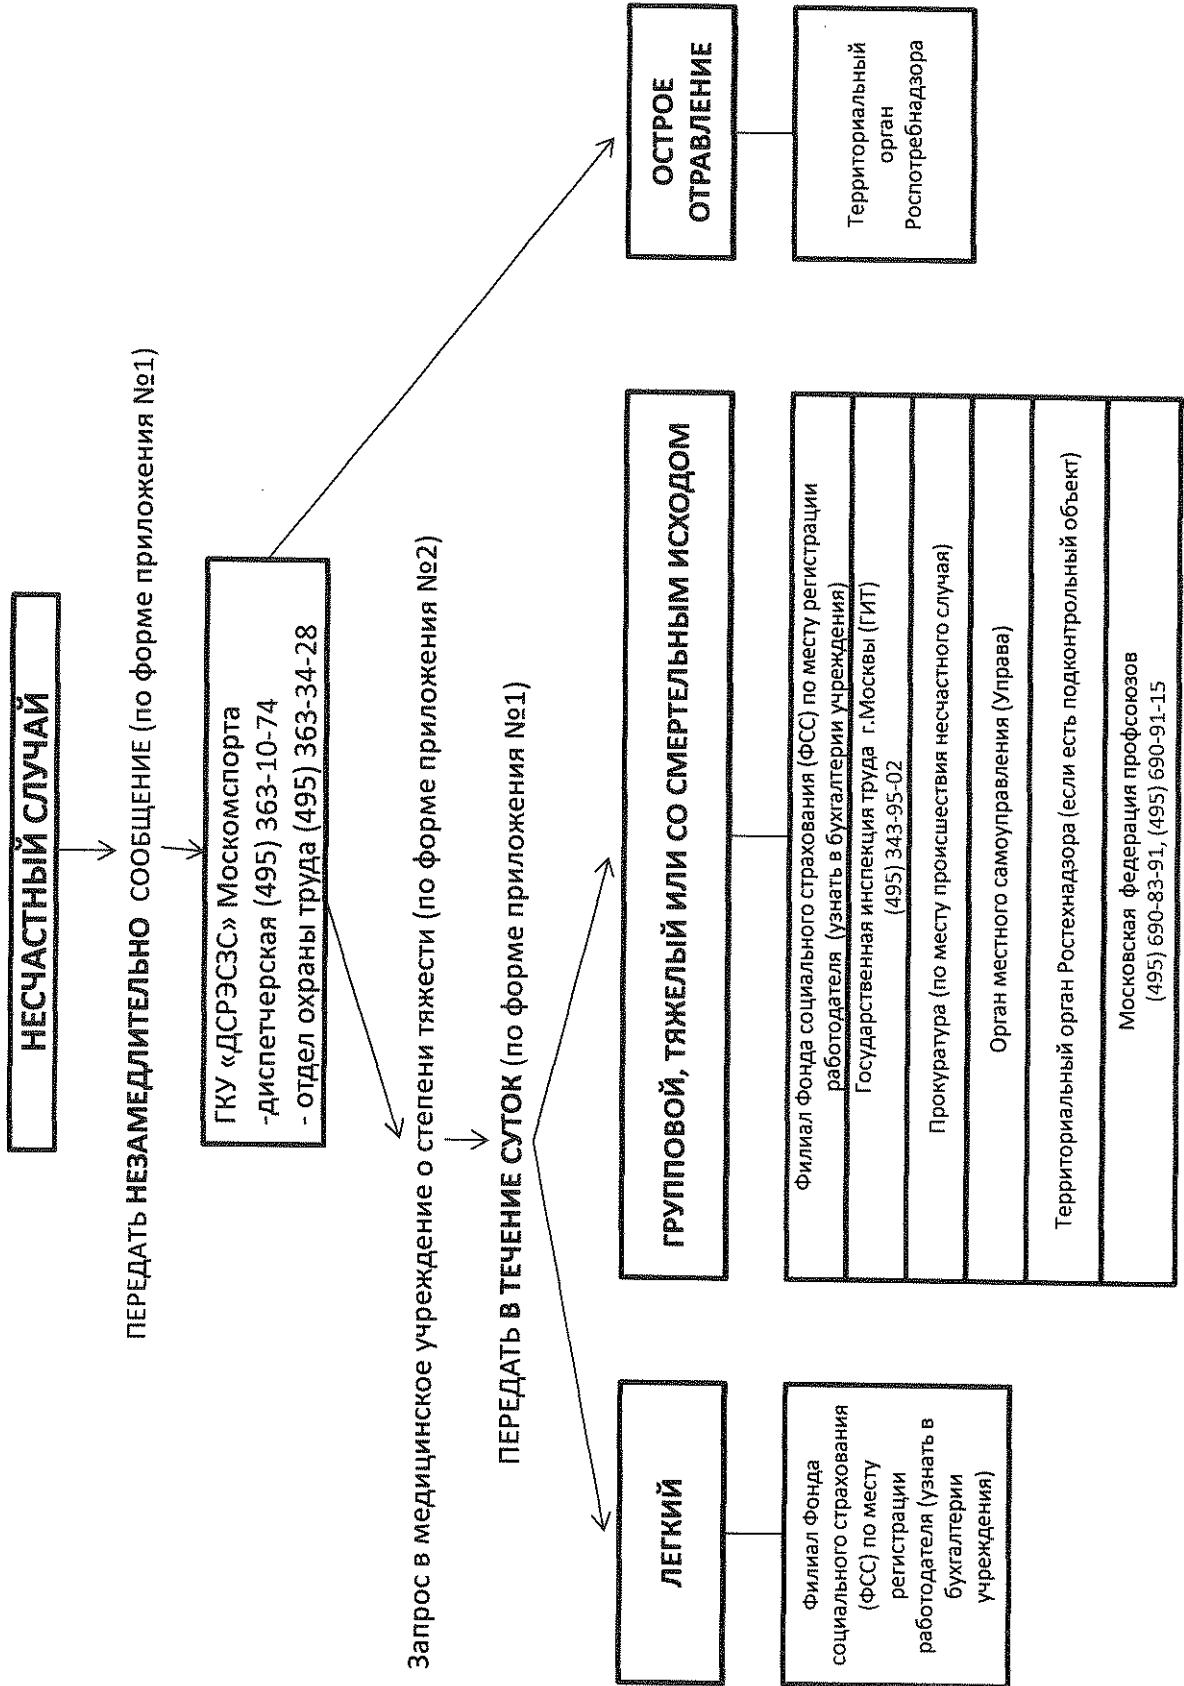 НЕСЧАСТНЫЙ СЛУЧАЙ
ПЕРЕДАТЬ НЕЗАМЕДЛИТЕЛЬНО СООБЩЕНИЕ (по форме приложения №1)
ГКУ «ДСРЭСЗС» Москомспорта
-диспетчерская (495) 363-10-74
- отдел охраны труда (495) 363-34-28
Запрос в медицинское учреждение о степени тяжести (по форме приложения №2)
ПЕРЕДАТЬ В ТЕЧЕНИЕ СУТОК (по форме приложения №1)
ЛЕГКИЙ
Филиал Фонда
социального страхования
(ФСС) по месту
регистрации
работодателя (узнать в
бухгалтерии
учреждения)
ГРУППОВОЙ, ТЯЖЕЛЫЙ ИЛИ СО СМЕРТЕЛЬНЫМ ИСХОДОМ
Филиал Фонда социального страхования (ФСС) по месту регистрации
работодателя (узнать в бухгалтерии учреждения)
Государственная инспекция труда г.Москвы (ГИТ)
(495) 343-95-02
Прокуратура (по месту происшествия несчастного случая)
Орган местного самоуправления (Управа)
Территориальный орган Ростехнадзора (если есть подконтрольный объект)
Московская федерация профсоюзов
(495) 690-83-91, (495) 690-91-15
ОСТРОЕ
ОТРАВЛЕНИЕ
Территориальный
орган
Роспотребнадзора